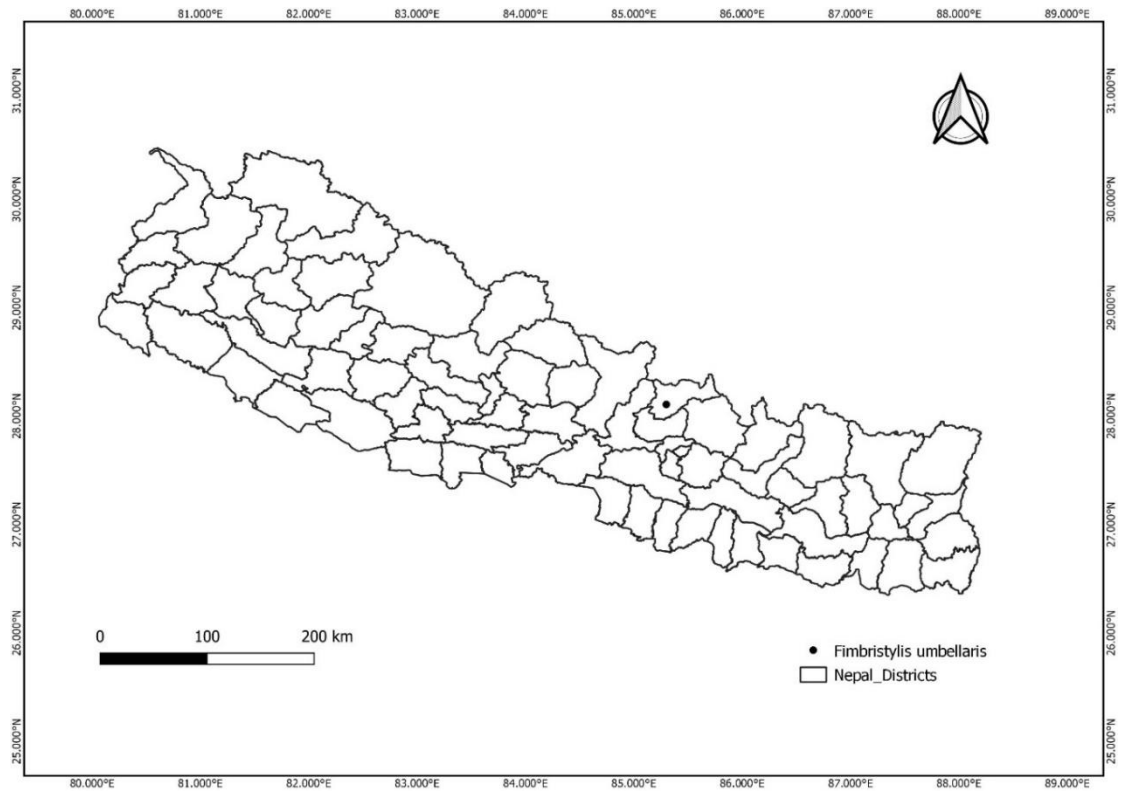 80.000°E 81.000°E 82.000°E 83.000°E 84.000°E 85.000°E 86.000°E 87.000°E 88.000°E 89.000°E
31.000°N 31.000°N
30.000°N 30.000°N
29.000°N 29.000°N
28.000°N 28.000°N
27.000°N 27.000°N
26.000°N 26.000°N
0 100 200 km
Fimbristylis umbellaris
Nepal_Districts
25.000°N 25.000°N
80.000°E 81.000°E 82.000°E 83.000°E 84.000°E 85.000°E 86.000°E 87.000°E 88.000°E 89.000°E